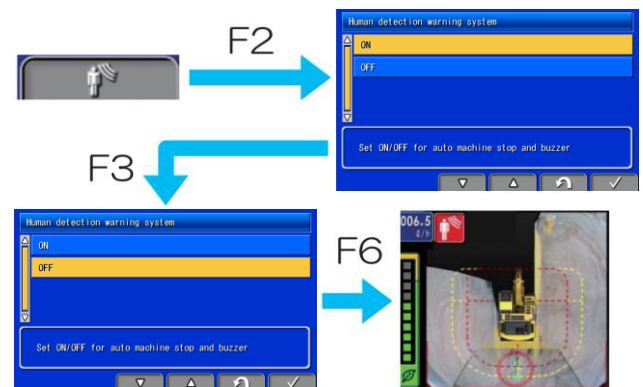 F2
Human detection warning system
ON
OFF
Set ON/OFF for auto machine stop and buzzer
F3
Human detection warning system
ON
OFF
Set ON/OFF for auto machine stop and buzzer
F6
006.5
ℓ/h